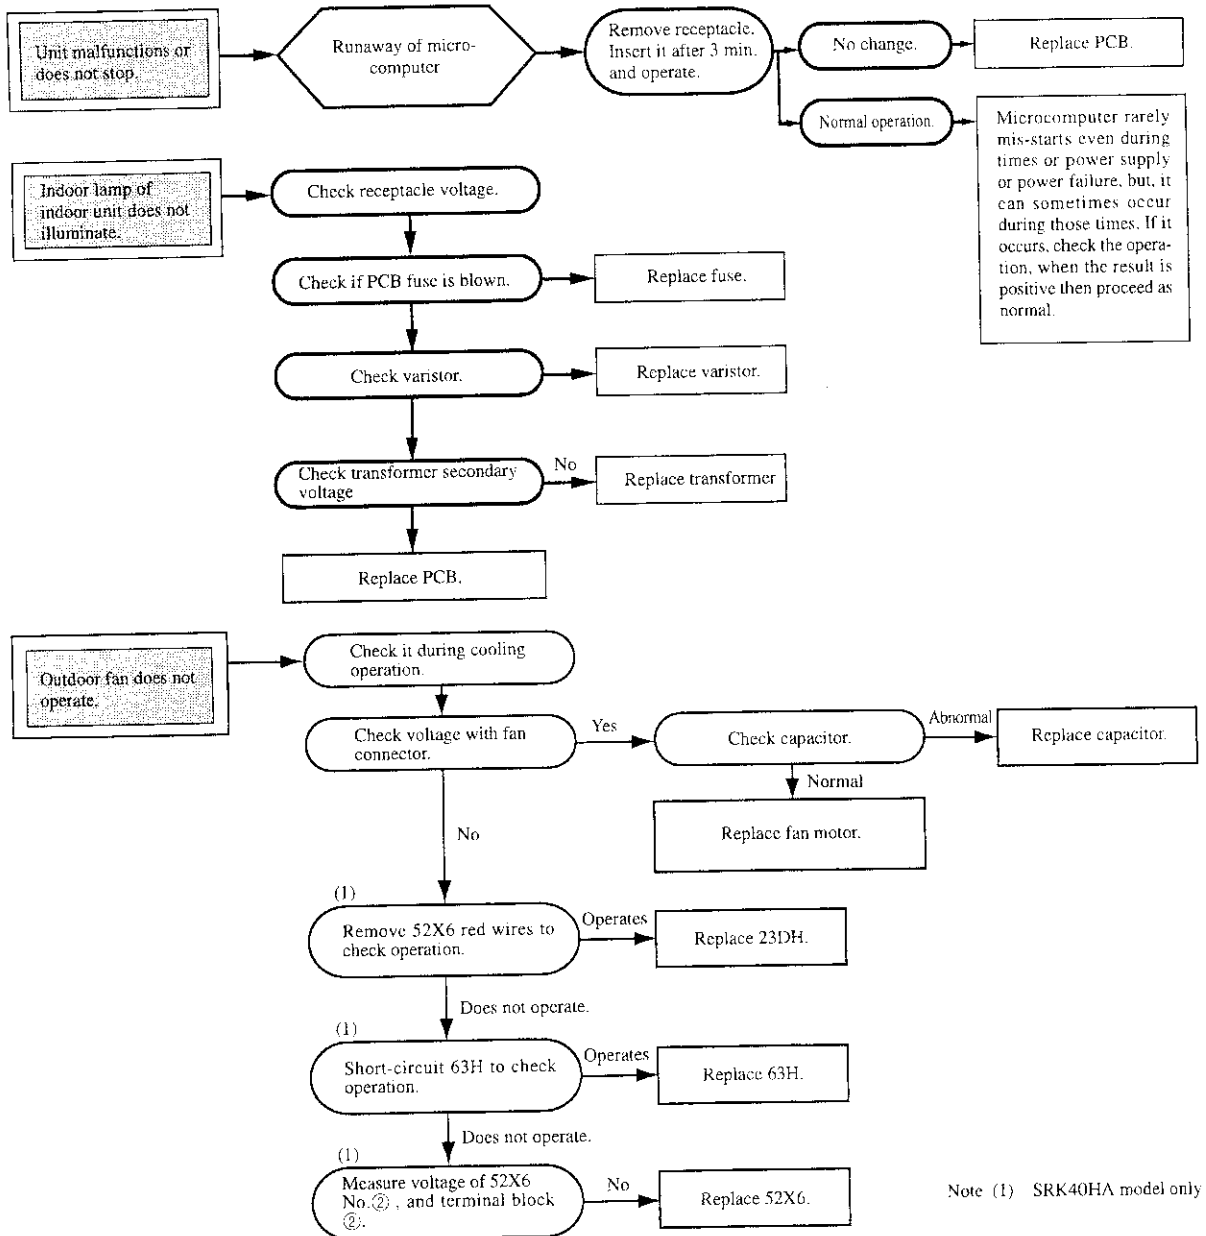 Unit malfunctions or
does not stop.
Runaway of micro-
computer
Remove receptacle.
Insert it after 3 min.
and operate.
No change.
Replace PCB.
Normal operation.
Microcomputer rarely
mis-starts even during
times or power supply
or power failure, but, it
can sometimes occur
during those times. If it
occurs, check the opera-
tion, when the result is
positive then proceed as
normal.
Indoor lamp of
indoor unit does not
illuminate.
Check receptacle voltage.
Check if PCB fuse is blown.
Replace fuse.
Check varistor.
Replace varistor.
Check transformer secondary
voltage
No
Replace transformer
Replace PCB.
Outdoor fan does not
operate.
Check it during cooling
operation.
Check voltage with fan
connector.
Yes
Check capacitor.
Abnormal
Replace capacitor.
Normal
Replace fan motor.
No
(1)
Remove 52X6 red wires to
check operation.
Operates
Replace 23DH.
Does not operate.
(1)
Short-circuit 63H to check
operation.
Operates
Replace 63H.
Does not operate.
(1)
Measure voltage of 52X6
No.② , and terminal block
②.
No
Replace 52X6.
Note (1) SRK40HA model only